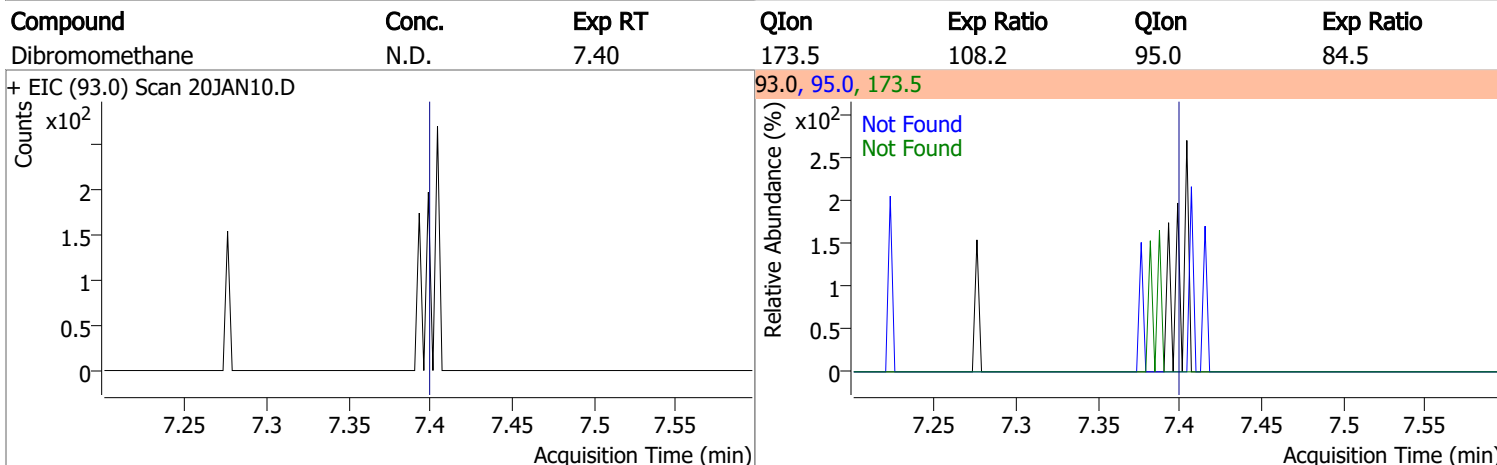 Compound Conc. Exp RT QIon Exp Ratio QIon Exp Ratio
Dibromomethane N.D. 7.40 173.5 108.2 95.0 84.5
+ EIC (93.0) Scan 20JAN10.D
Counts
x10²
2
1.5
1
0.5
0
7.25 7.3 7.35 7.4 7.45 7.5 7.55
Acquisition Time (min)
93.0, 95.0, 173.5
Relative Abundance (%)
x10²
Not Found
Not Found
2.5
2
1.5
1
0.5
0
7.25 7.3 7.35 7.4 7.45 7.5 7.55
Acquisition Time (min)